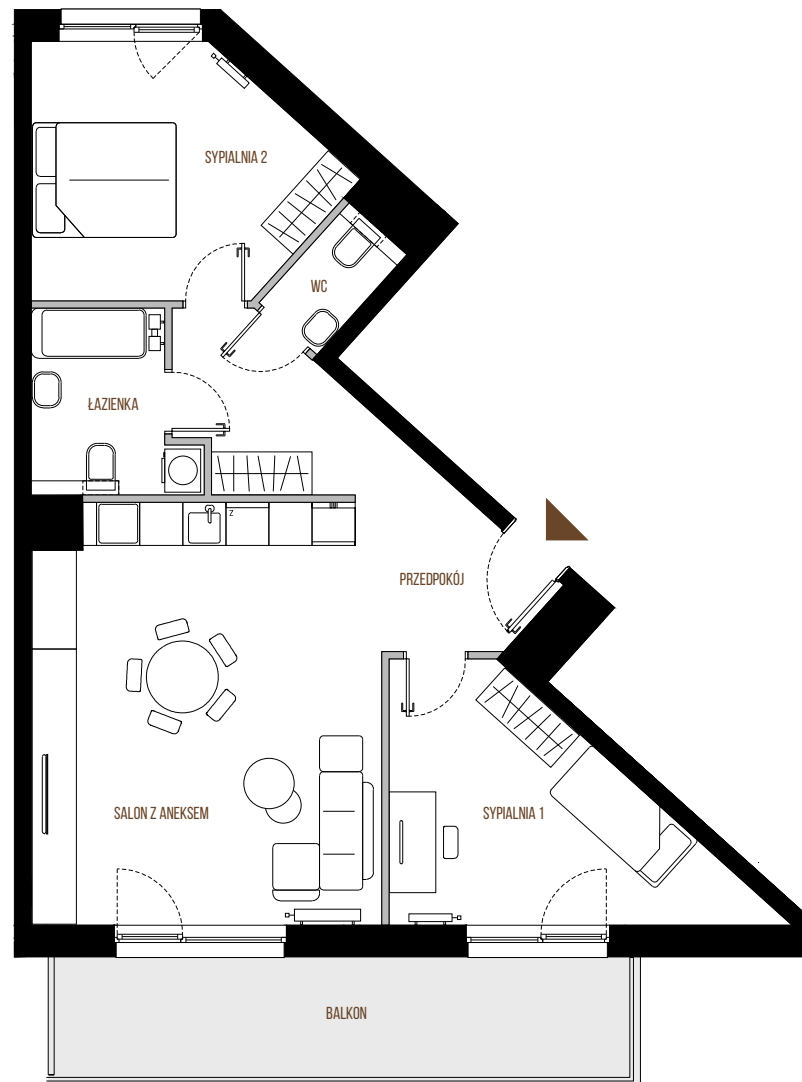 SYPIALNIA 2
WC
ŁAZIENKA
Z
PRZEDPOKÓJ
SALON Z ANEKSEM
SYPIALNIA 1
BALKON